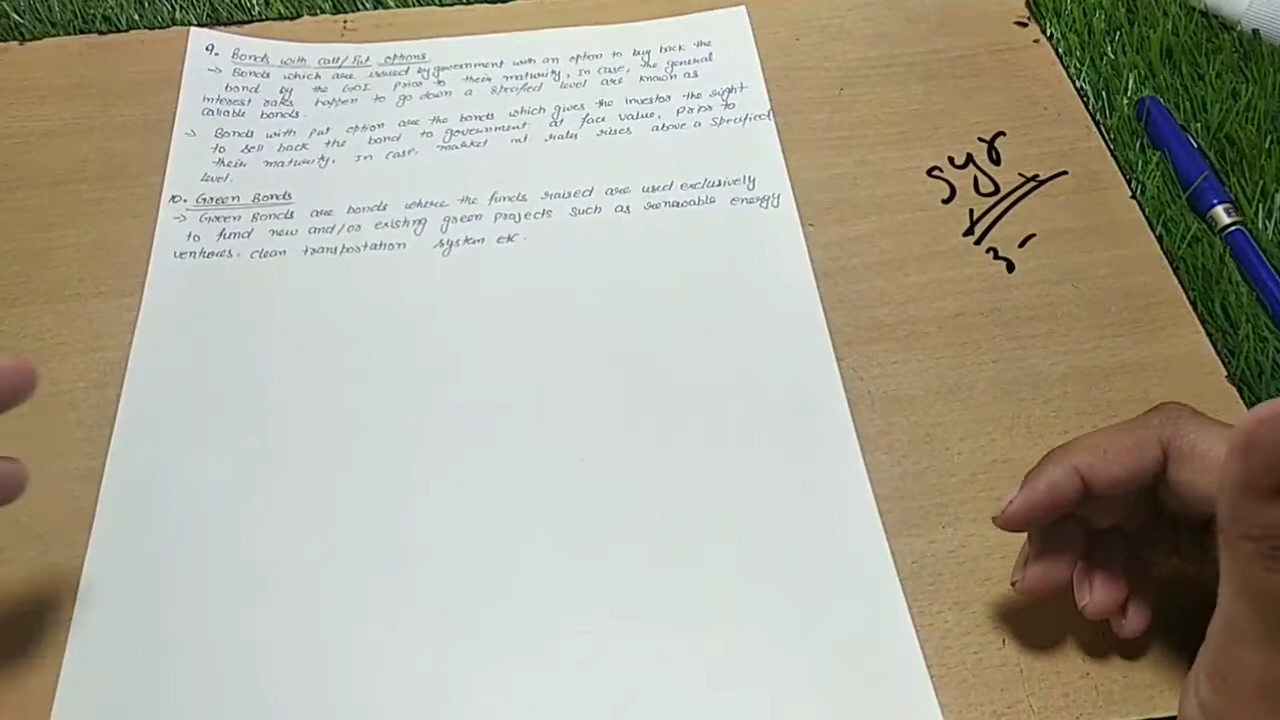 9. Bonds with call/Put options
→ Bonds which are issued by government with an option to buy back the
bond by the GOI prior to their maturity, In case, the general
interest rates happen to go down a specified level are known as
Callable bonds.
→ Bonds with Put option are the bonds which gives the investor the right
to sell back the bond to government at face value, prior to
their maturity. In case, market int rates rises above a specified
level.
10. Green Bonds
→ Green Bonds are bonds where the funds raised are used exclusively
to fund new and/or existing green projects such as renewable energy
ventures. clean transportation system etc.
5yr
3-